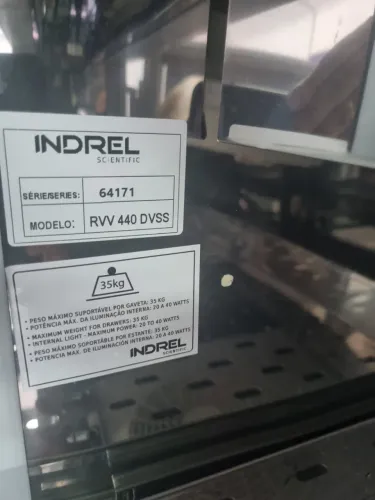 INDREL
SCIENTIFIC
SÉRIE/SERIES: 64171
MODELO: RVV 440 DVSS
35kg
• PESO MÁXIMO SUPORTÁVEL POR GAVETA: 35 KG
• POTÊNCIA MÁX. DA ILUMINAÇÃO INTERNA: 20 A 40 WATTS
• MAXIMUM WEIGHT FOR DRAWERS: 35 KG
• INTERNAL LIGHT - MAXIMUM POWER: 20 TO 40 WATTS
• PESO MÁXIMO SUPORTÁBLE POR ESTANTE: 35 KG
• POTENCIA MAX. DE ILUMINACIÓN INTERNA: 20 A 40 WATTS
INDREL
SCIENTIFIC